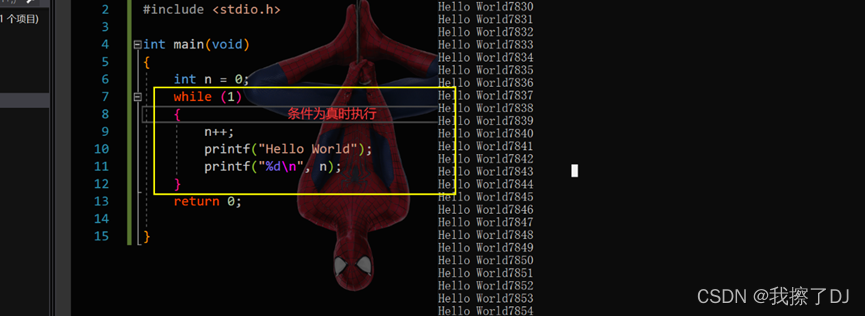 1 个项目)
2 #include <stdio.h>
3
4 int main(void)
5 {
6 int n = 0;
7 while (1)
8 { 条件为真时执行
9 n++;
10 printf("Hello World");
11 printf("%d\n", n);
12 }
13 return 0;
14
15 }
Hello World7830
Hello World7831
Hello World7832
Hello World7833
Hello World7834
Hello World7835
Hello World7836
Hello World7837
Hello World7838
Hello World7839
Hello World7840
Hello World7841
Hello World7842
Hello World7843
Hello World7844
Hello World7845
Hello World7846
Hello World7847
Hello World7848
Hello World7849
Hello World7850
Hello World7851
Hello World7852
Hello World7853
Hello World7854
CSDN @我擦了DJ